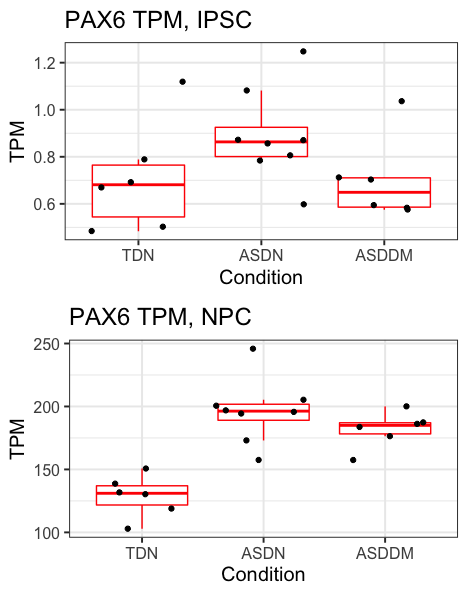 PAX6 TPM, IPSC
TPM
1.2
1.0
0.8
0.6
TDN ASDN ASDDM
Condition
PAX6 TPM, NPC
TPM
250
200
150
100
TDN ASDN ASDDM
Condition